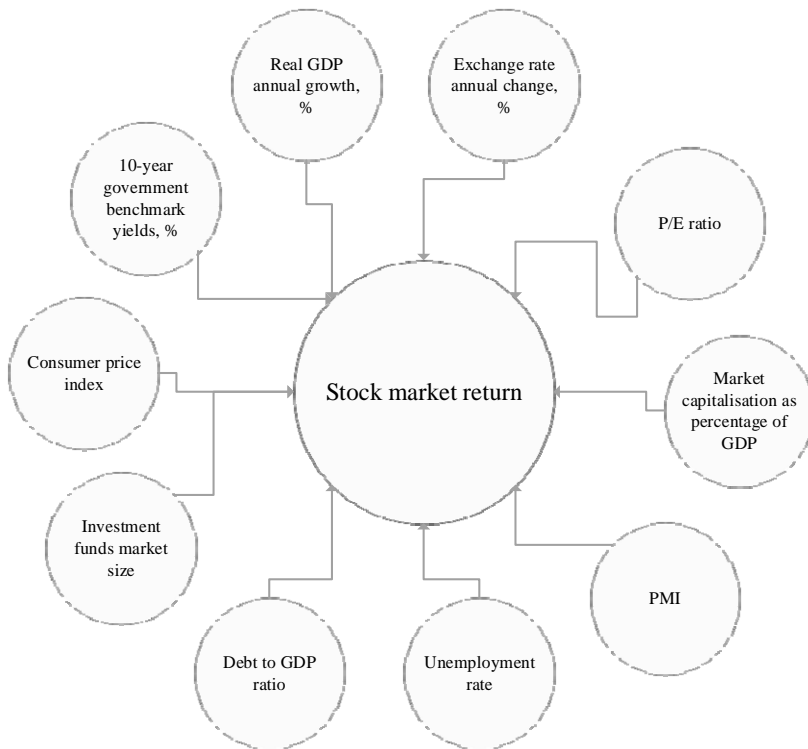 Real GDP
annual growth,
%
Exchange rate
annual change,
%
10-year
government
benchmark
yields, %
P/E ratio
Consumer price
index
Stock market return
Market
capitalisation as
percentage of
GDP
Investment
funds market
size
PMI
Debt to GDP
ratio
Unemployment
rate